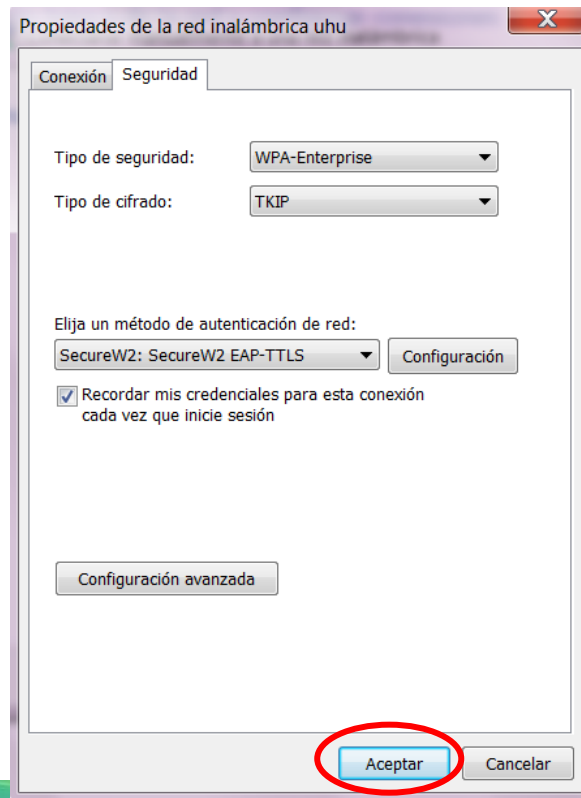 Propiedades de la red inalámbrica uhu
Conexión
Seguridad
Tipo de seguridad:
WPA-Enterprise
Tipo de cifrado:
TKIP
Elija un método de autenticación de red:
SecureW2: SecureW2 EAP-TTLS
Configuración
Recordar mis credenciales para esta conexión
cada vez que inicie sesión
Configuración avanzada
Aceptar
Cancelar